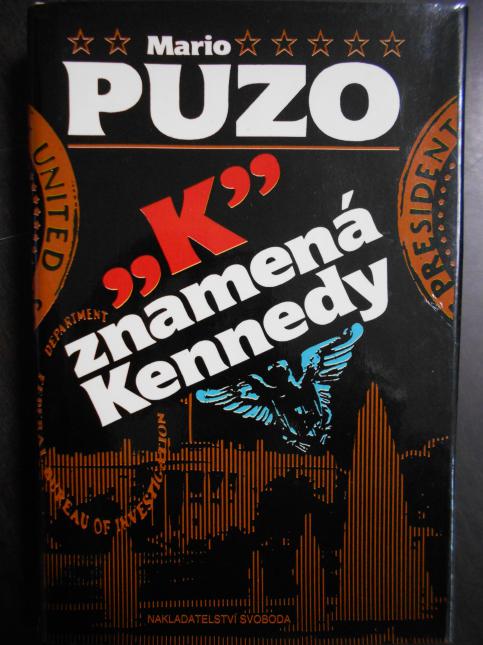 Mario
PUZO
„K”
znamená
Kennedy
UNITED
PRESIDENT
DEPARTMENT
BUREAU OF INVESTIGATION
NAKLADATELSTVÍ SVOBODA